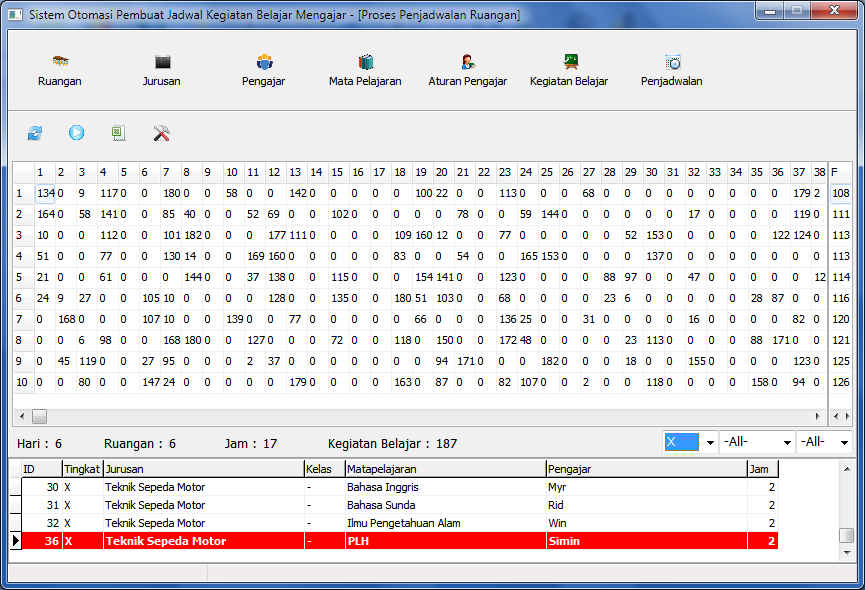 Sistem Otomasi Pembuat Jadwal Kegiatan Belajar Mengajar - [Proses Penjadwalan Ruangan]
Ruangan Jurusan Pengajar Mata Pelajaran Aturan Pengajar Kegiatan Belajar Penjadwalan
1 2 3 4 5 6 7 8 9 10 11 12 13 14 15 16 17 18 19 20 21 22 23 24 25 26 27 28 29 30 31 32 33 34 35 36 37 38 F
1 134 0 9 117 0 0 180 0 0 58 0 0 142 0 0 0 0 0 100 22 0 0 113 0 0 0 68 0 0 0 0 0 0 0 0 0 179 2 108
2 164 0 58 141 0 0 85 40 0 0 52 69 0 0 102 0 0 0 0 0 78 0 0 59 144 0 0 0 0 0 0 17 0 0 0 0 119 0 111
3 10 0 0 112 0 0 101 182 0 0 0 177 111 0 0 0 0 109 160 12 0 0 77 0 0 0 0 0 52 153 0 0 0 0 0 122 124 0 113
4 51 0 0 77 0 0 130 14 0 0 169 160 0 0 0 0 0 83 0 0 54 0 0 165 153 0 0 0 0 137 0 0 0 0 0 0 0 0 113
5 21 0 0 61 0 0 0 144 0 0 37 138 0 0 115 0 0 0 154 141 0 0 123 0 0 0 0 88 97 0 0 47 0 0 0 0 0 12 114
6 24 9 27 0 0 105 10 0 0 0 0 128 0 0 135 0 0 180 51 103 0 0 68 0 0 0 0 23 6 0 0 0 0 0 28 87 0 0 116
7 0 168 0 0 0 107 10 0 0 139 0 0 77 0 0 0 0 0 66 0 0 0 136 25 0 0 31 0 0 0 0 16 0 0 0 82 0 0 120
8 0 0 6 98 0 0 168 180 0 0 127 0 0 0 72 0 0 118 0 150 0 0 172 48 0 0 0 0 23 113 0 0 0 0 88 171 0 0 121
9 0 45 119 0 0 27 95 0 0 0 2 37 0 0 0 0 0 0 0 94 171 0 0 0 182 0 0 0 18 0 0 155 0 0 0 0 123 0 125
10 0 0 80 0 0 147 24 0 0 0 0 0 179 0 0 0 0 163 0 87 0 0 82 107 0 0 2 0 0 118 0 0 0 0 158 0 94 0 126
Hari : 6 Ruangan : 6 Jam : 17 Kegiatan Belajar : 187 X -All- -All-
ID Tingkat Jurusan Kelas Matapelajaran Pengajar Jam
30 X Teknik Sepeda Motor - Bahasa Inggris Myr 2
31 X Teknik Sepeda Motor - Bahasa Sunda Rid 2
32 X Teknik Sepeda Motor - Ilmu Pengetahuan Alam Win 2
36 X Teknik Sepeda Motor - PLH Simin 2